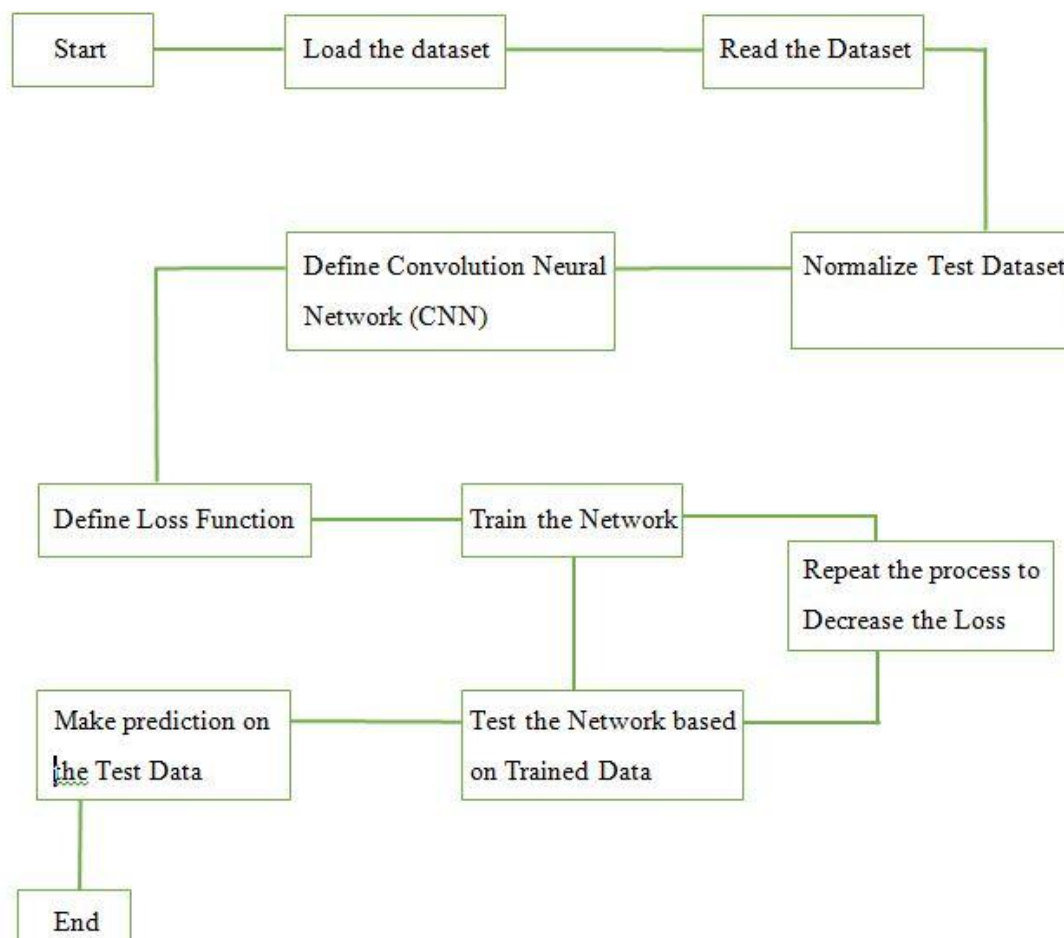 Start
Load the dataset
Read the Dataset
Normalize Test Dataset
Define Convolution Neural
Network (CNN)
Define Loss Function
Train the Network
Repeat the process to
Decrease the Loss
Test the Network based
on Trained Data
Make prediction on
the Test Data
End